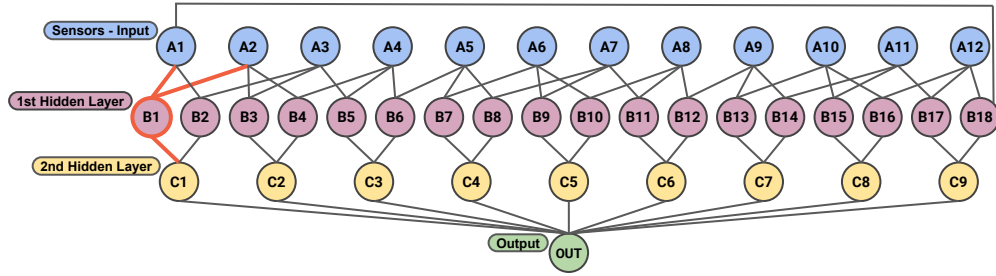 Sensors - Input
A1 A2 A3 A4 A5 A6 A7 A8 A9 A10 A11 A12
1st Hidden Layer
B1 B2 B3 B4 B5 B6 B7 B8 B9 B10 B11 B12 B13 B14 B15 B16 B17 B18
2nd Hidden Layer
C1 C2 C3 C4 C5 C6 C7 C8 C9
Output
OUT